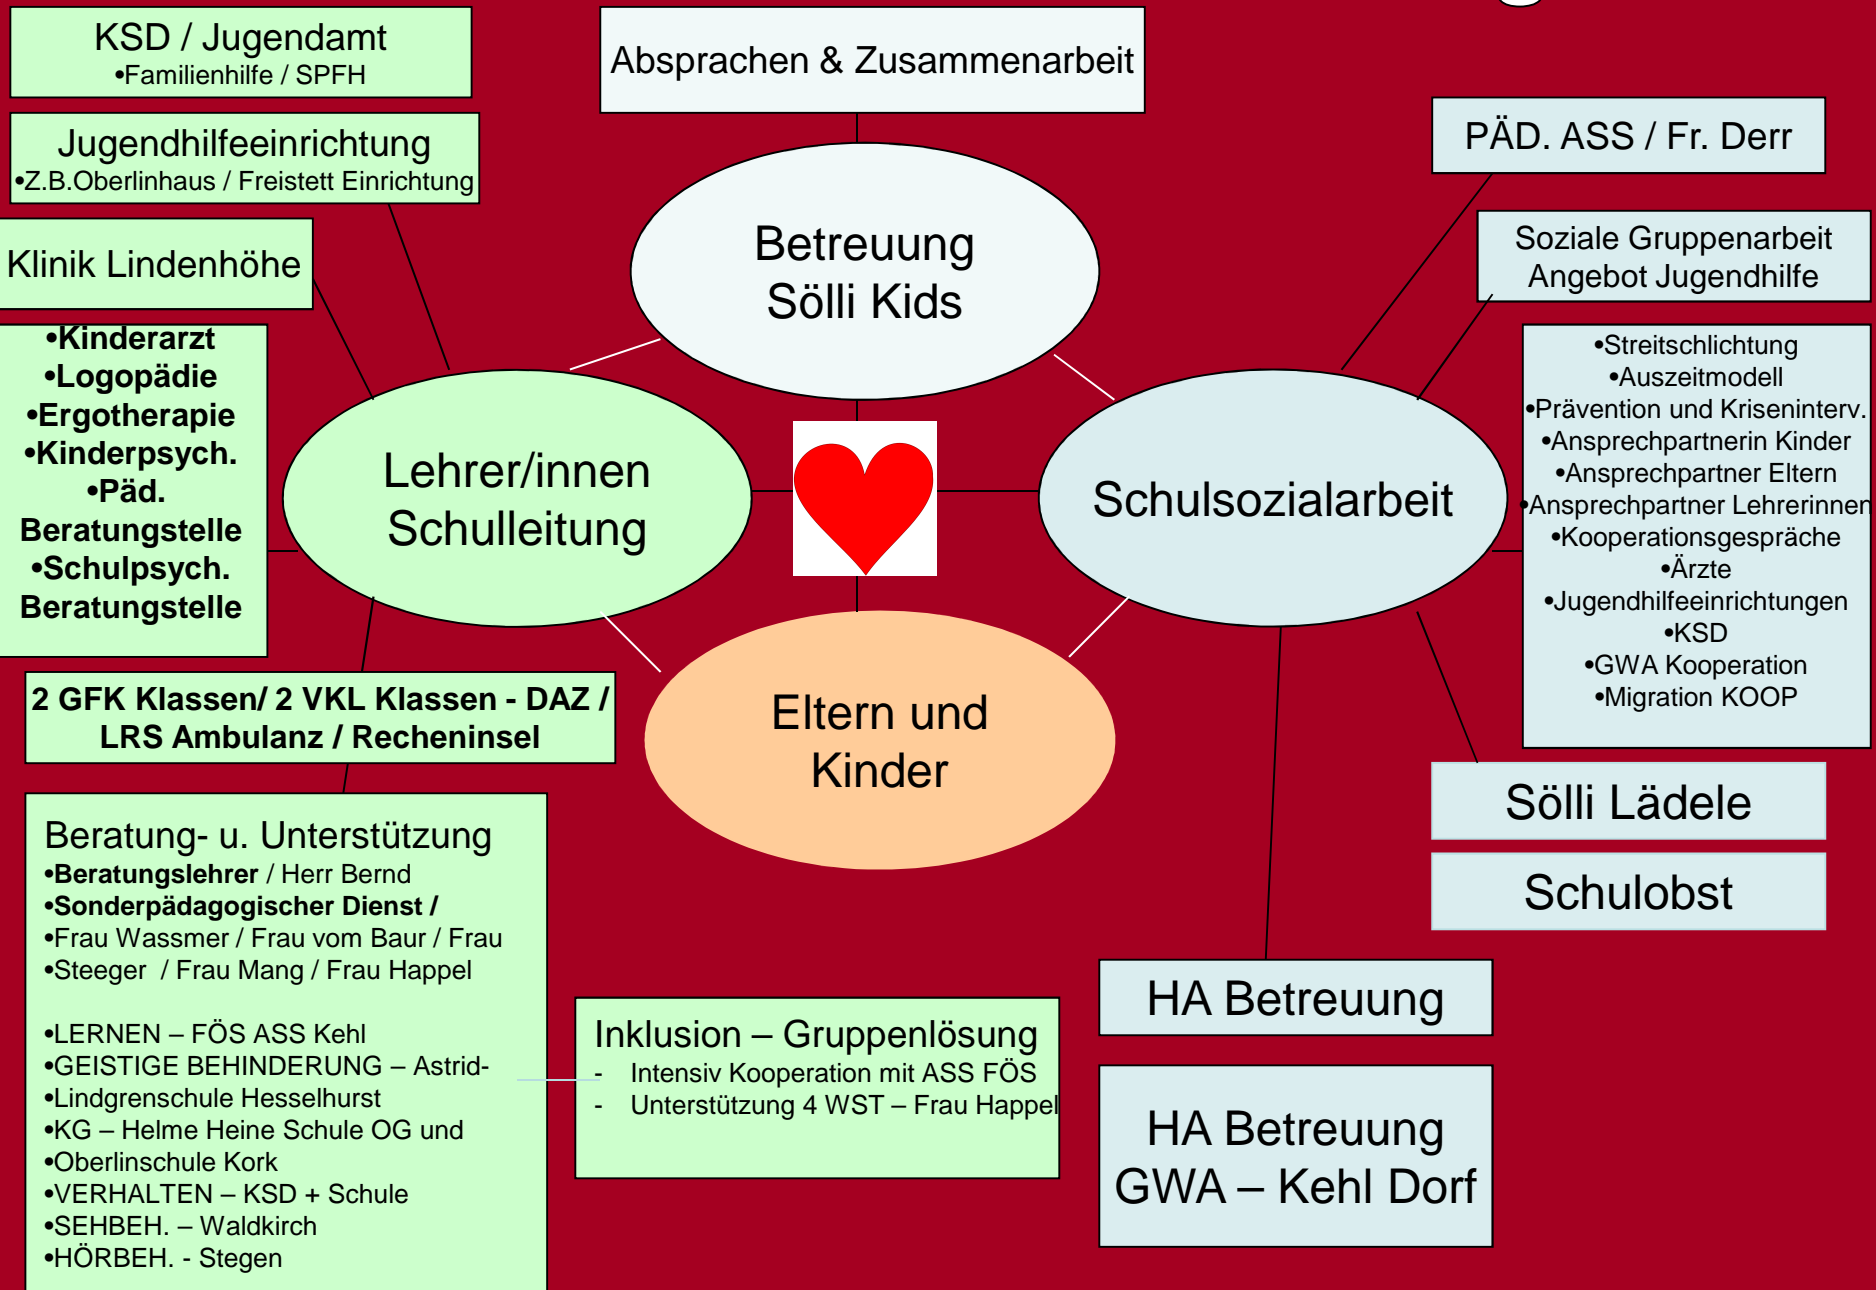 KSD / Jugendamt
•Familienhilfe / SPFH
Absprachen & Zusammenarbeit
Jugendhilfeeinrichtung
•Z.B.Oberlinhaus / Freistett Einrichtung
PÄD. ASS / Fr. Derr
Klinik Lindenhöhe
Betreuung
Sölli Kids
Soziale Gruppenarbeit
Angebot Jugendhilfe
•Kinderarzt
•Logopädie
•Ergotherapie
•Kinderpsych.
•Päd.
Beratungstelle
•Schulpsych.
Beratungstelle
Lehrer/innen
Schulleitung
Schulsozialarbeit
•Streitschlichtung
•Auszeitmodell
•Prävention und Kriseninterv.
•Ansprechpartnerin Kinder
•Ansprechpartner Eltern
•Ansprechpartner Lehrerinnen
•Kooperationsgespräche
•Ärzte
•Jugendhilfeeinrichtungen
•KSD
•GWA Kooperation
•Migration KOOP
2 GFK Klassen/ 2 VKL Klassen - DAZ /
LRS Ambulanz / Recheninsel
Eltern und
Kinder
Sölli Lädele
Schulobst
Beratung- u. Unterstützung
•Beratungslehrer / Herr Bernd
•Sonderpädagogischer Dienst /
•Frau Wassmer / Frau vom Baur / Frau
•Steeger  / Frau Mang / Frau Happel
•LERNEN – FÖS ASS Kehl
•GEISTIGE BEHINDERUNG – Astrid-
•Lindgrenschule Hesselhurst
•KG – Helme Heine Schule OG und
•Oberlinschule Kork
•VERHALTEN – KSD + Schule
•SEHBEH. – Waldkirch
•HÖRBEH. - Stegen
Inklusion – Gruppenlösung
- Intensiv Kooperation mit ASS FÖS
- Unterstützung 4 WST – Frau Happel
HA Betreuung
HA Betreuung
GWA – Kehl Dorf